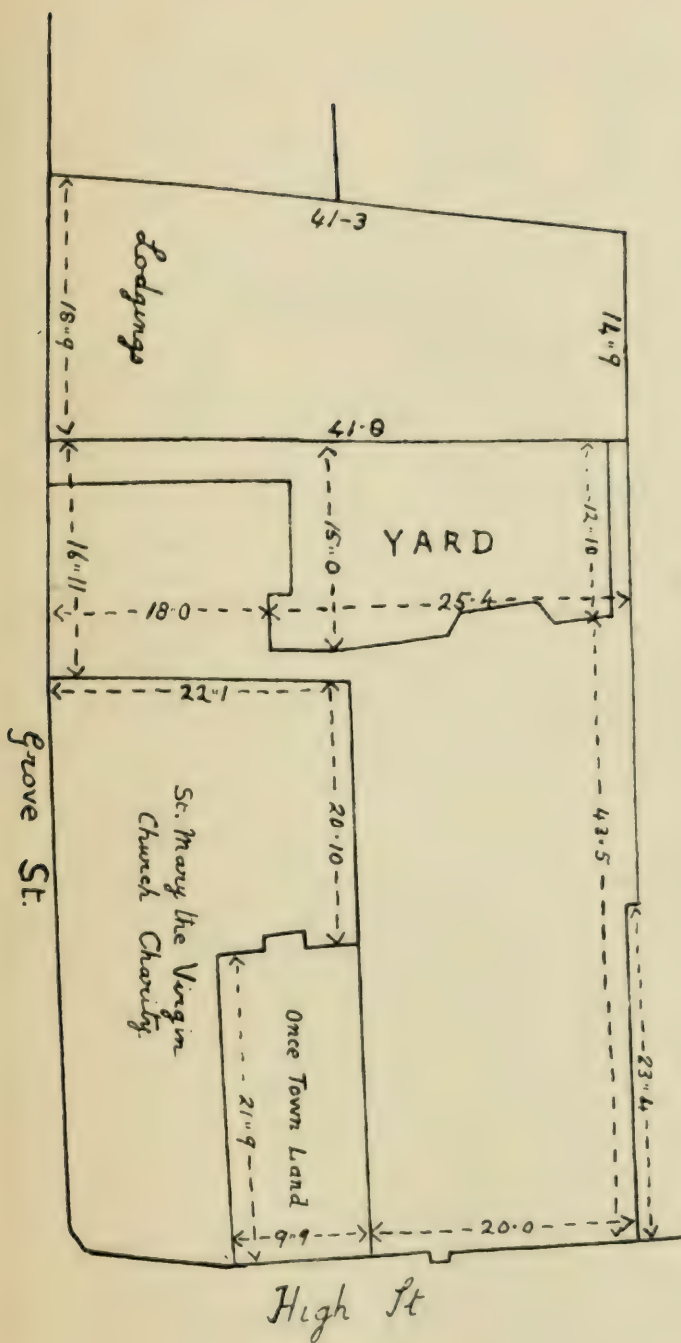 41-3
18"9
Lodgings
14"9
41·8
16"11
15"0
YARD
12"10
18·0
25·4
22"1
20·10
43·5
Grove St.
St. Mary the Virgin
Church Charity
Once Town Land
21"9
23"4
9"9
20·0
High St